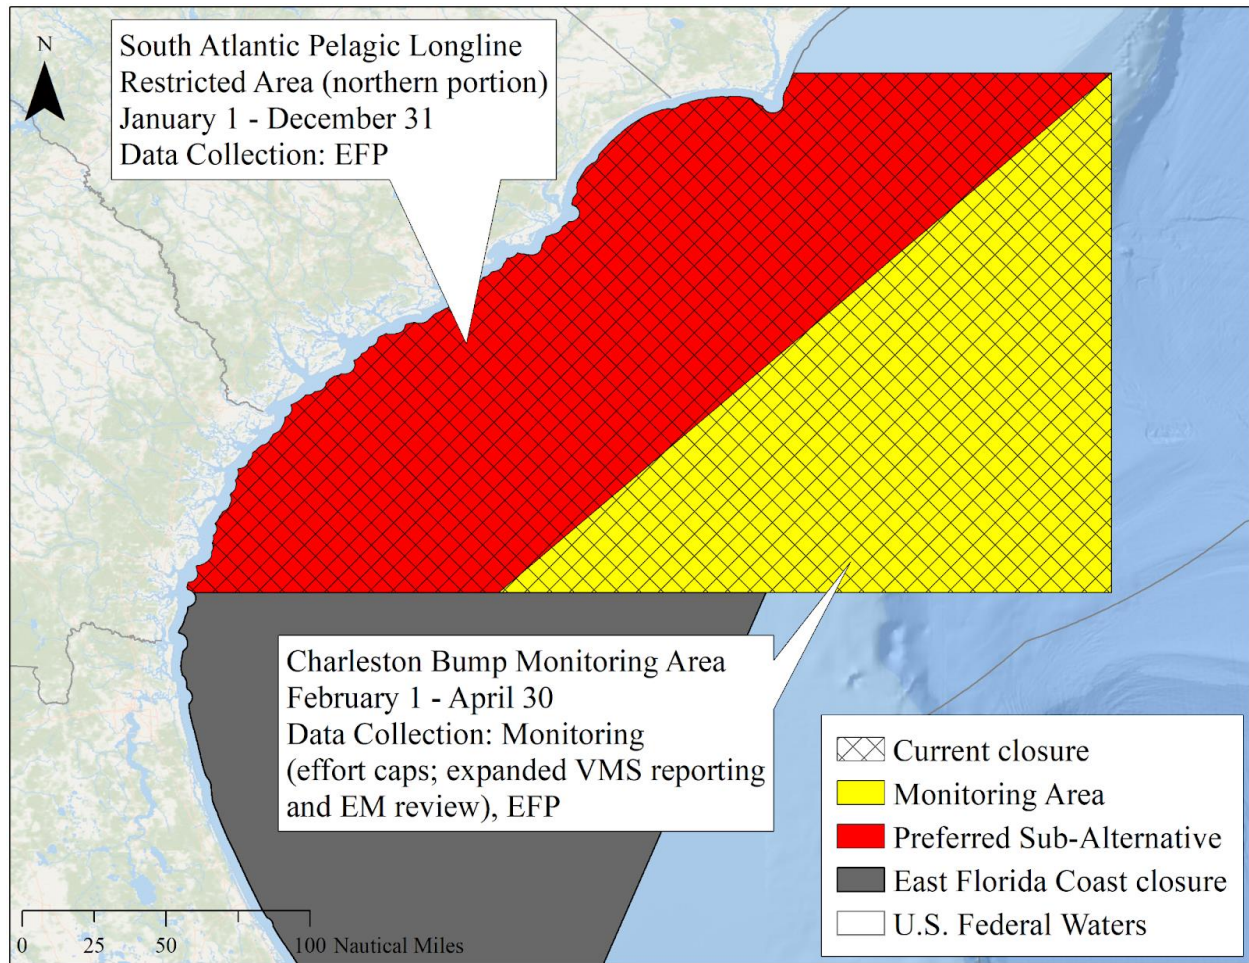 South Atlantic Pelagic Longline
Restricted Area (northern portion)
January 1 - December 31
Data Collection: EFP
N
Charleston Bump Monitoring Area
February 1 - April 30
Data Collection: Monitoring
(effort caps; expanded VMS reporting
and EM review), EFP
Current closure
Monitoring Area
Preferred Sub-Alternative
East Florida Coast closure
U.S. Federal Waters
0 25 50 100 Nautical Miles